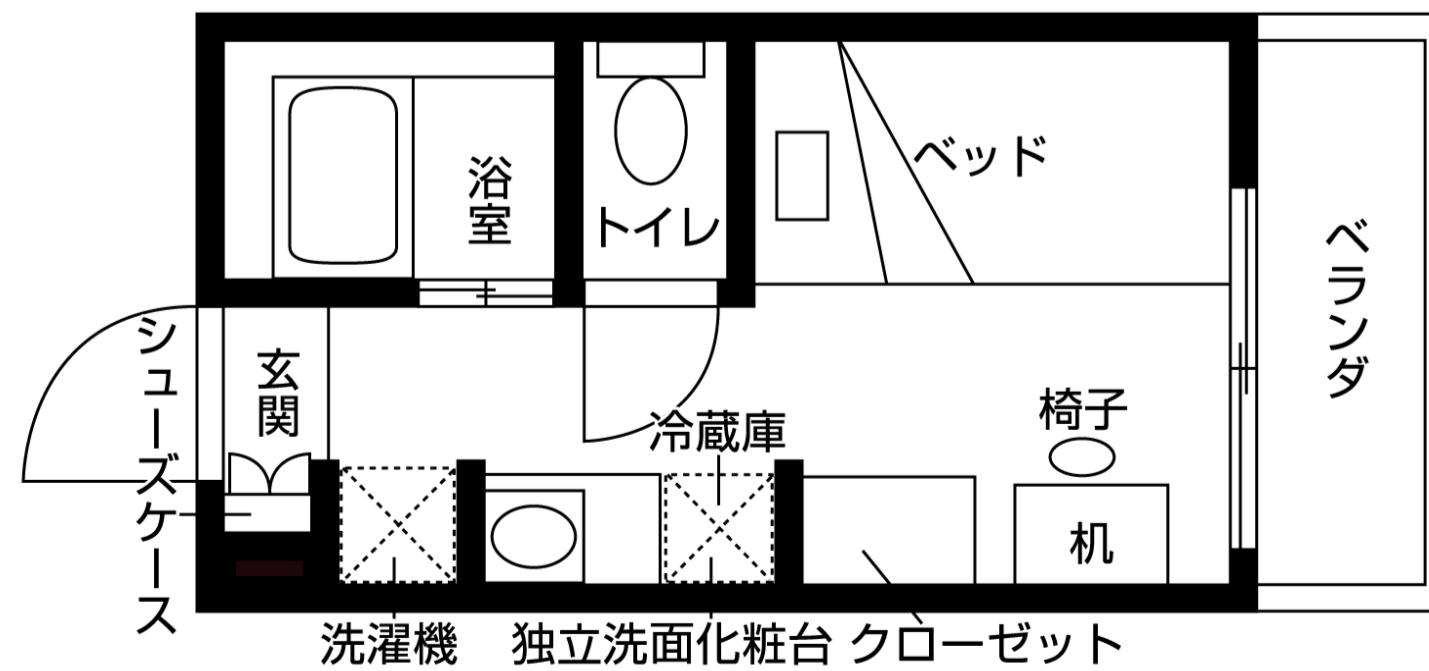 浴室
トイレ
ベッド
ベランダ
シューズケース
玄関
冷蔵庫
椅子
机
洗濯機
独立洗面化粧台
クローゼット